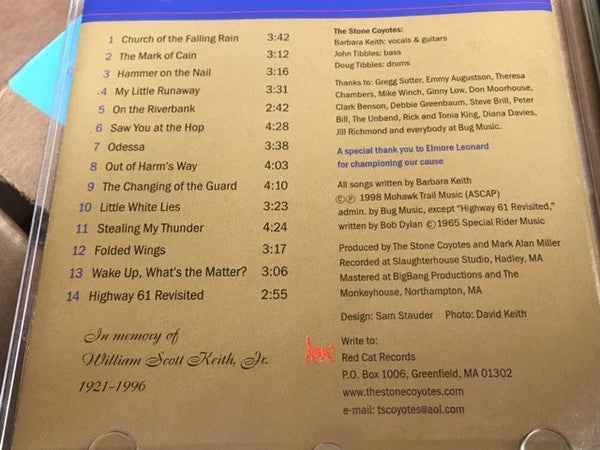 1 Church of the Falling Rain 3:42
2 The Mark of Cain 3:12
3 Hammer on the Nail 3:16
4 My Little Runaway 3:31
5 On the Riverbank 2:42
6 Saw You at the Hop 4:28
7 Odessa 3:38
8 Out of Harm's Way 4:03
9 The Changing of the Guard 4:10
10 Little White Lies 3:23
11 Stealing My Thunder 4:24
12 Folded Wings 3:17
13 Wake Up, What's the Matter? 3:06
14 Highway 61 Revisited 2:55
In memory of
William Scott Keith, Jr.
1921-1996
The Stone Coyotes:
Barbara Keith: vocals & guitars
John Tibbles: bass
Doug Tibbles: drums
Thanks to: Gregg Sutter, Emmy Augustson, Theresa
Chambers, Mike Winch, Ginny Low, Don Moorhouse,
Clark Benson, Debbie Greenbaum, Steve Brill, Peter
Bill, The Unband, Rick and Tonia King, Diana Davies,
Jill Richmond and everybody at Bug Music.
A special thank you to Elmore Leonard
for championing our cause
All songs written by Barbara Keith
©℗ 1998 Mohawk Trail Music (ASCAP)
admin. by Bug Music, except "Highway 61 Revisited,"
written by Bob Dylan ©1965 Special Rider Music
Produced by The Stone Coyotes and Mark Alan Miller
Recorded at Slaughterhouse Studio, Hadley, MA
Mastered at BigBang Productions and The
Monkeyhouse, Northampton, MA
Design: Sam Stauder Photo: David Keith
Write to:
Red Cat Records
P.O. Box 1006, Greenfield, MA 01302
www.thestonecoyotes.com
e-mail: tscoyotes@aol.com